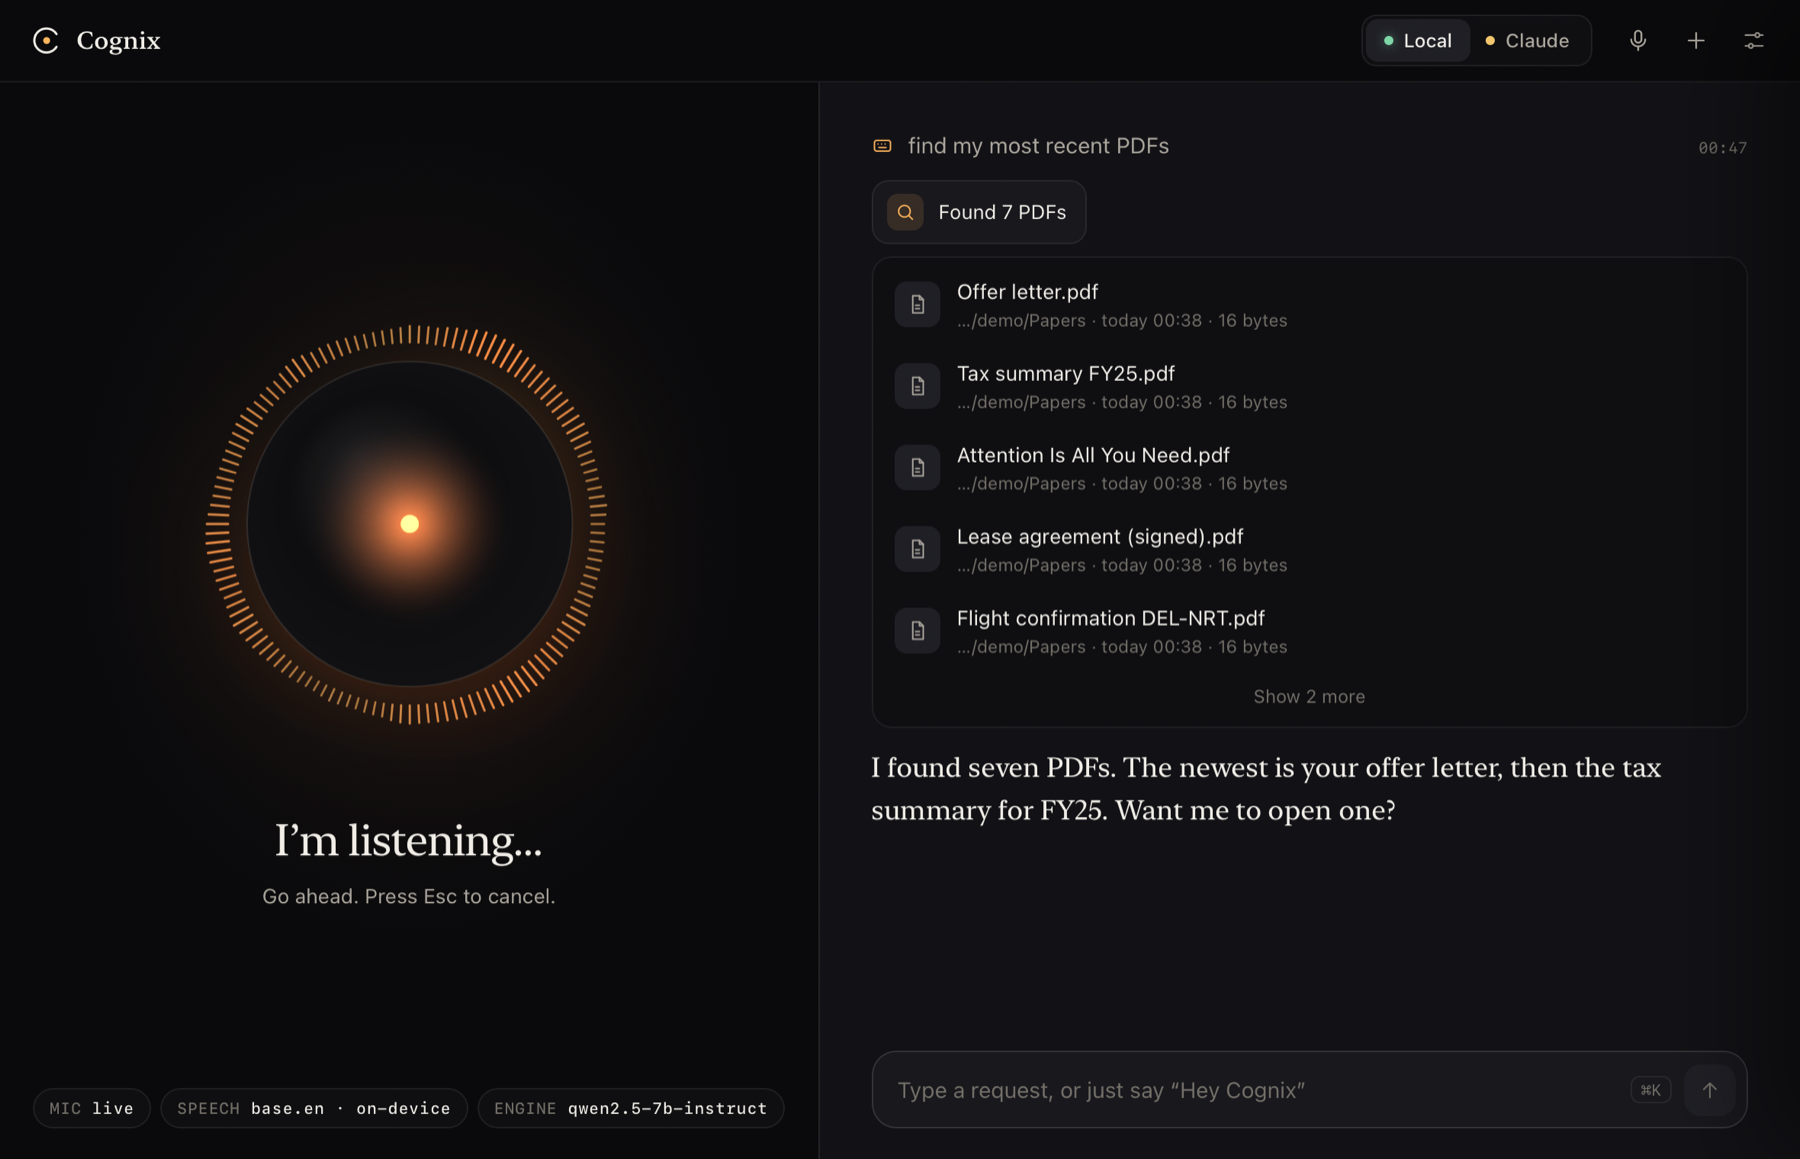 Cognix
Local
Claude
find my most recent PDFs
00:47
Found 7 PDFs
Offer letter.pdf
.../demo/Papers · today 00:38 · 16 bytes
Tax summary FY25.pdf
.../demo/Papers · today 00:38 · 16 bytes
Attention Is All You Need.pdf
.../demo/Papers · today 00:38 · 16 bytes
Lease agreement (signed).pdf
.../demo/Papers · today 00:38 · 16 bytes
Flight confirmation DEL-NRT.pdf
.../demo/Papers · today 00:38 · 16 bytes
Show 2 more
I found seven PDFs. The newest is your offer letter, then the tax
summary for FY25. Want me to open one?
I’m listening...
Go ahead. Press Esc to cancel.
MIC live
SPEECH base.en · on-device
ENGINE qwen2.5-7b-instruct
Type a request, or just say “Hey Cognix”
⌘K